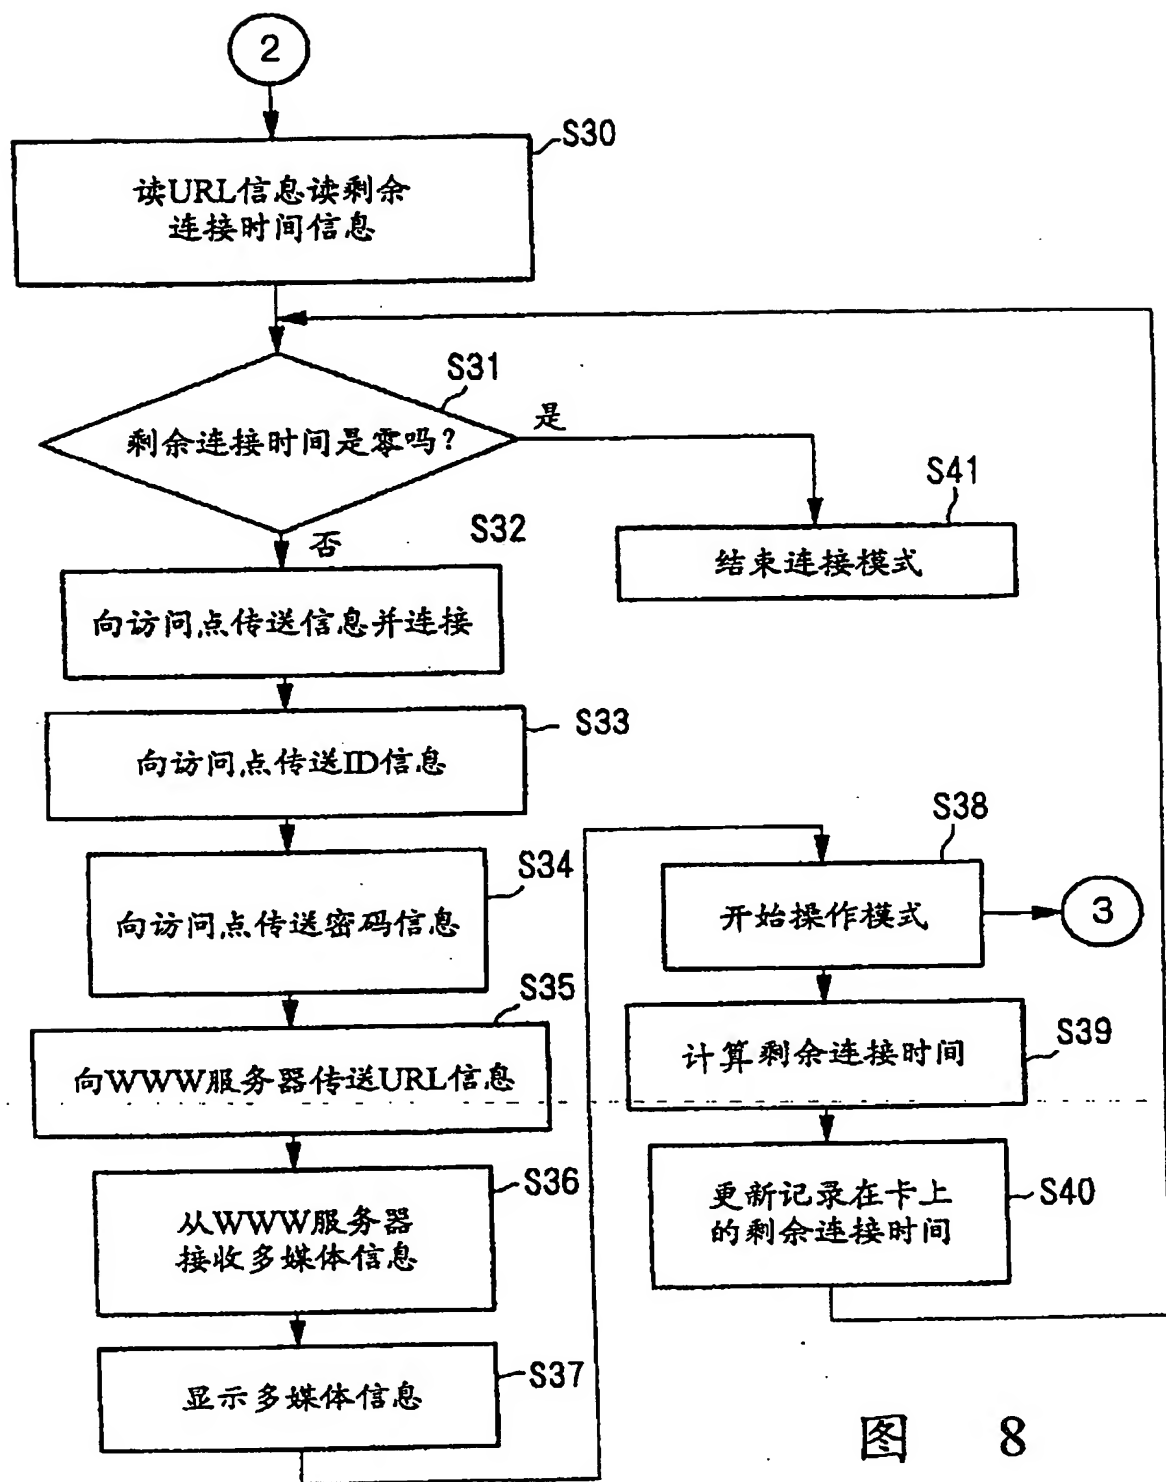 2
S30
读URL信息读剩余
连接时间信息
S31
剩余连接时间是零吗?
是
否
S41
结束连接模式
S32
向访问点传送信息并连接
S33
向访问点传送ID信息
S34
向访问点传送密码信息
S35
向WWW服务器传送URL信息
S36
从WWW服务器
接收多媒体信息
S37
显示多媒体信息
S38
开始操作模式
3
S39
计算剩余连接时间
S40
更新记录在卡上
的剩余连接时间
图 8